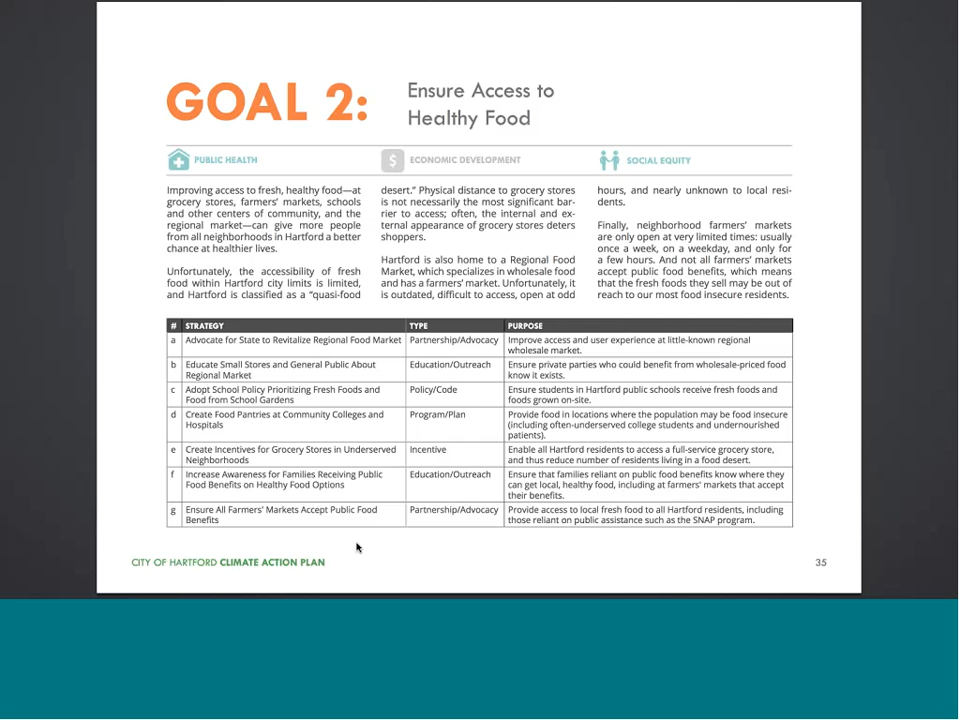 GOAL 2:
Ensure Access to
Healthy Food
PUBLIC HEALTH
$ ECONOMIC DEVELOPMENT
SOCIAL EQUITY
Improving access to fresh, healthy food—at
grocery stores, farmers' markets, schools
and other centers of community, and the
regional market—can give more people
from all neighborhoods in Hartford a better
chance at healthier lives.
Unfortunately, the accessibility of fresh
food within Hartford city limits is limited,
and Hartford is classified as a "quasi-food
desert." Physical distance to grocery stores
is not necessarily the most significant bar-
rier to access; often, the internal and ex-
ternal appearance of grocery stores deters
shoppers.
Hartford is also home to a Regional Food
Market, which specializes in wholesale food
and has a farmers' market. Unfortunately, it
is outdated, difficult to access, open at odd
hours, and nearly unknown to local resi-
dents.
Finally, neighborhood farmers' markets
are only open at very limited times: usually
once a week, on a weekday, and only for
a few hours. And not all farmers' markets
accept public food benefits, which means
that the fresh foods they sell may be out of
reach to our most food insecure residents.
# STRATEGY TYPE PURPOSE
a Advocate for State to Revitalize Regional Food Market Partnership/Advocacy Improve access and user experience at little-known regional
wholesale market.
b Educate Small Stores and General Public About Education/Outreach Ensure private parties who could benefit from wholesale-priced food
Regional Market know it exists.
c Adopt School Policy Prioritizing Fresh Foods and Policy/Code Ensure students in Hartford public schools receive fresh foods and
Food from School Gardens foods grown on-site.
d Create Food Pantries at Community Colleges and Program/Plan Provide food in locations where the population may be food insecure
Hospitals (including often-underserved college students and undernourished
patients).
e Create Incentives for Grocery Stores in Underserved Incentive Enable all Hartford residents to access a full-service grocery store,
Neighborhoods and thus reduce number of residents living in a food desert.
f Increase Awareness for Families Receiving Public Education/Outreach Ensure that families reliant on public food benefits know where they
Food Benefits on Healthy Food Options can get local, healthy food, including at farmers' markets that accept
their benefits.
g Ensure All Farmers' Markets Accept Public Food Partnership/Advocacy Provide access to local fresh food to all Hartford residents, including
Benefits those reliant on public assistance such as the SNAP program.
CITY OF HARTFORD CLIMATE ACTION PLAN 35